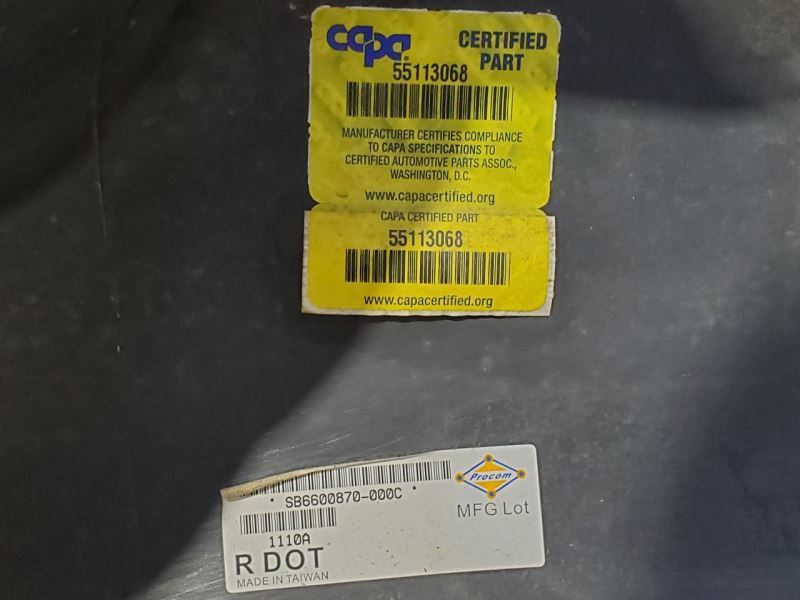 capa®
CERTIFIED
PART
55113068
MANUFACTURER CERTIFIES COMPLIANCE
TO CAPA SPECIFICATIONS TO
CERTIFIED AUTOMOTIVE PARTS ASSOC.,
WASHINGTON, D.C.
www.capacertified.org
CAPA CERTIFIED PART
55113068
www.capacertified.org
* SB6600870-000C *
Procom
MFG Lot
1110A
R DOT
MADE IN TAIWAN